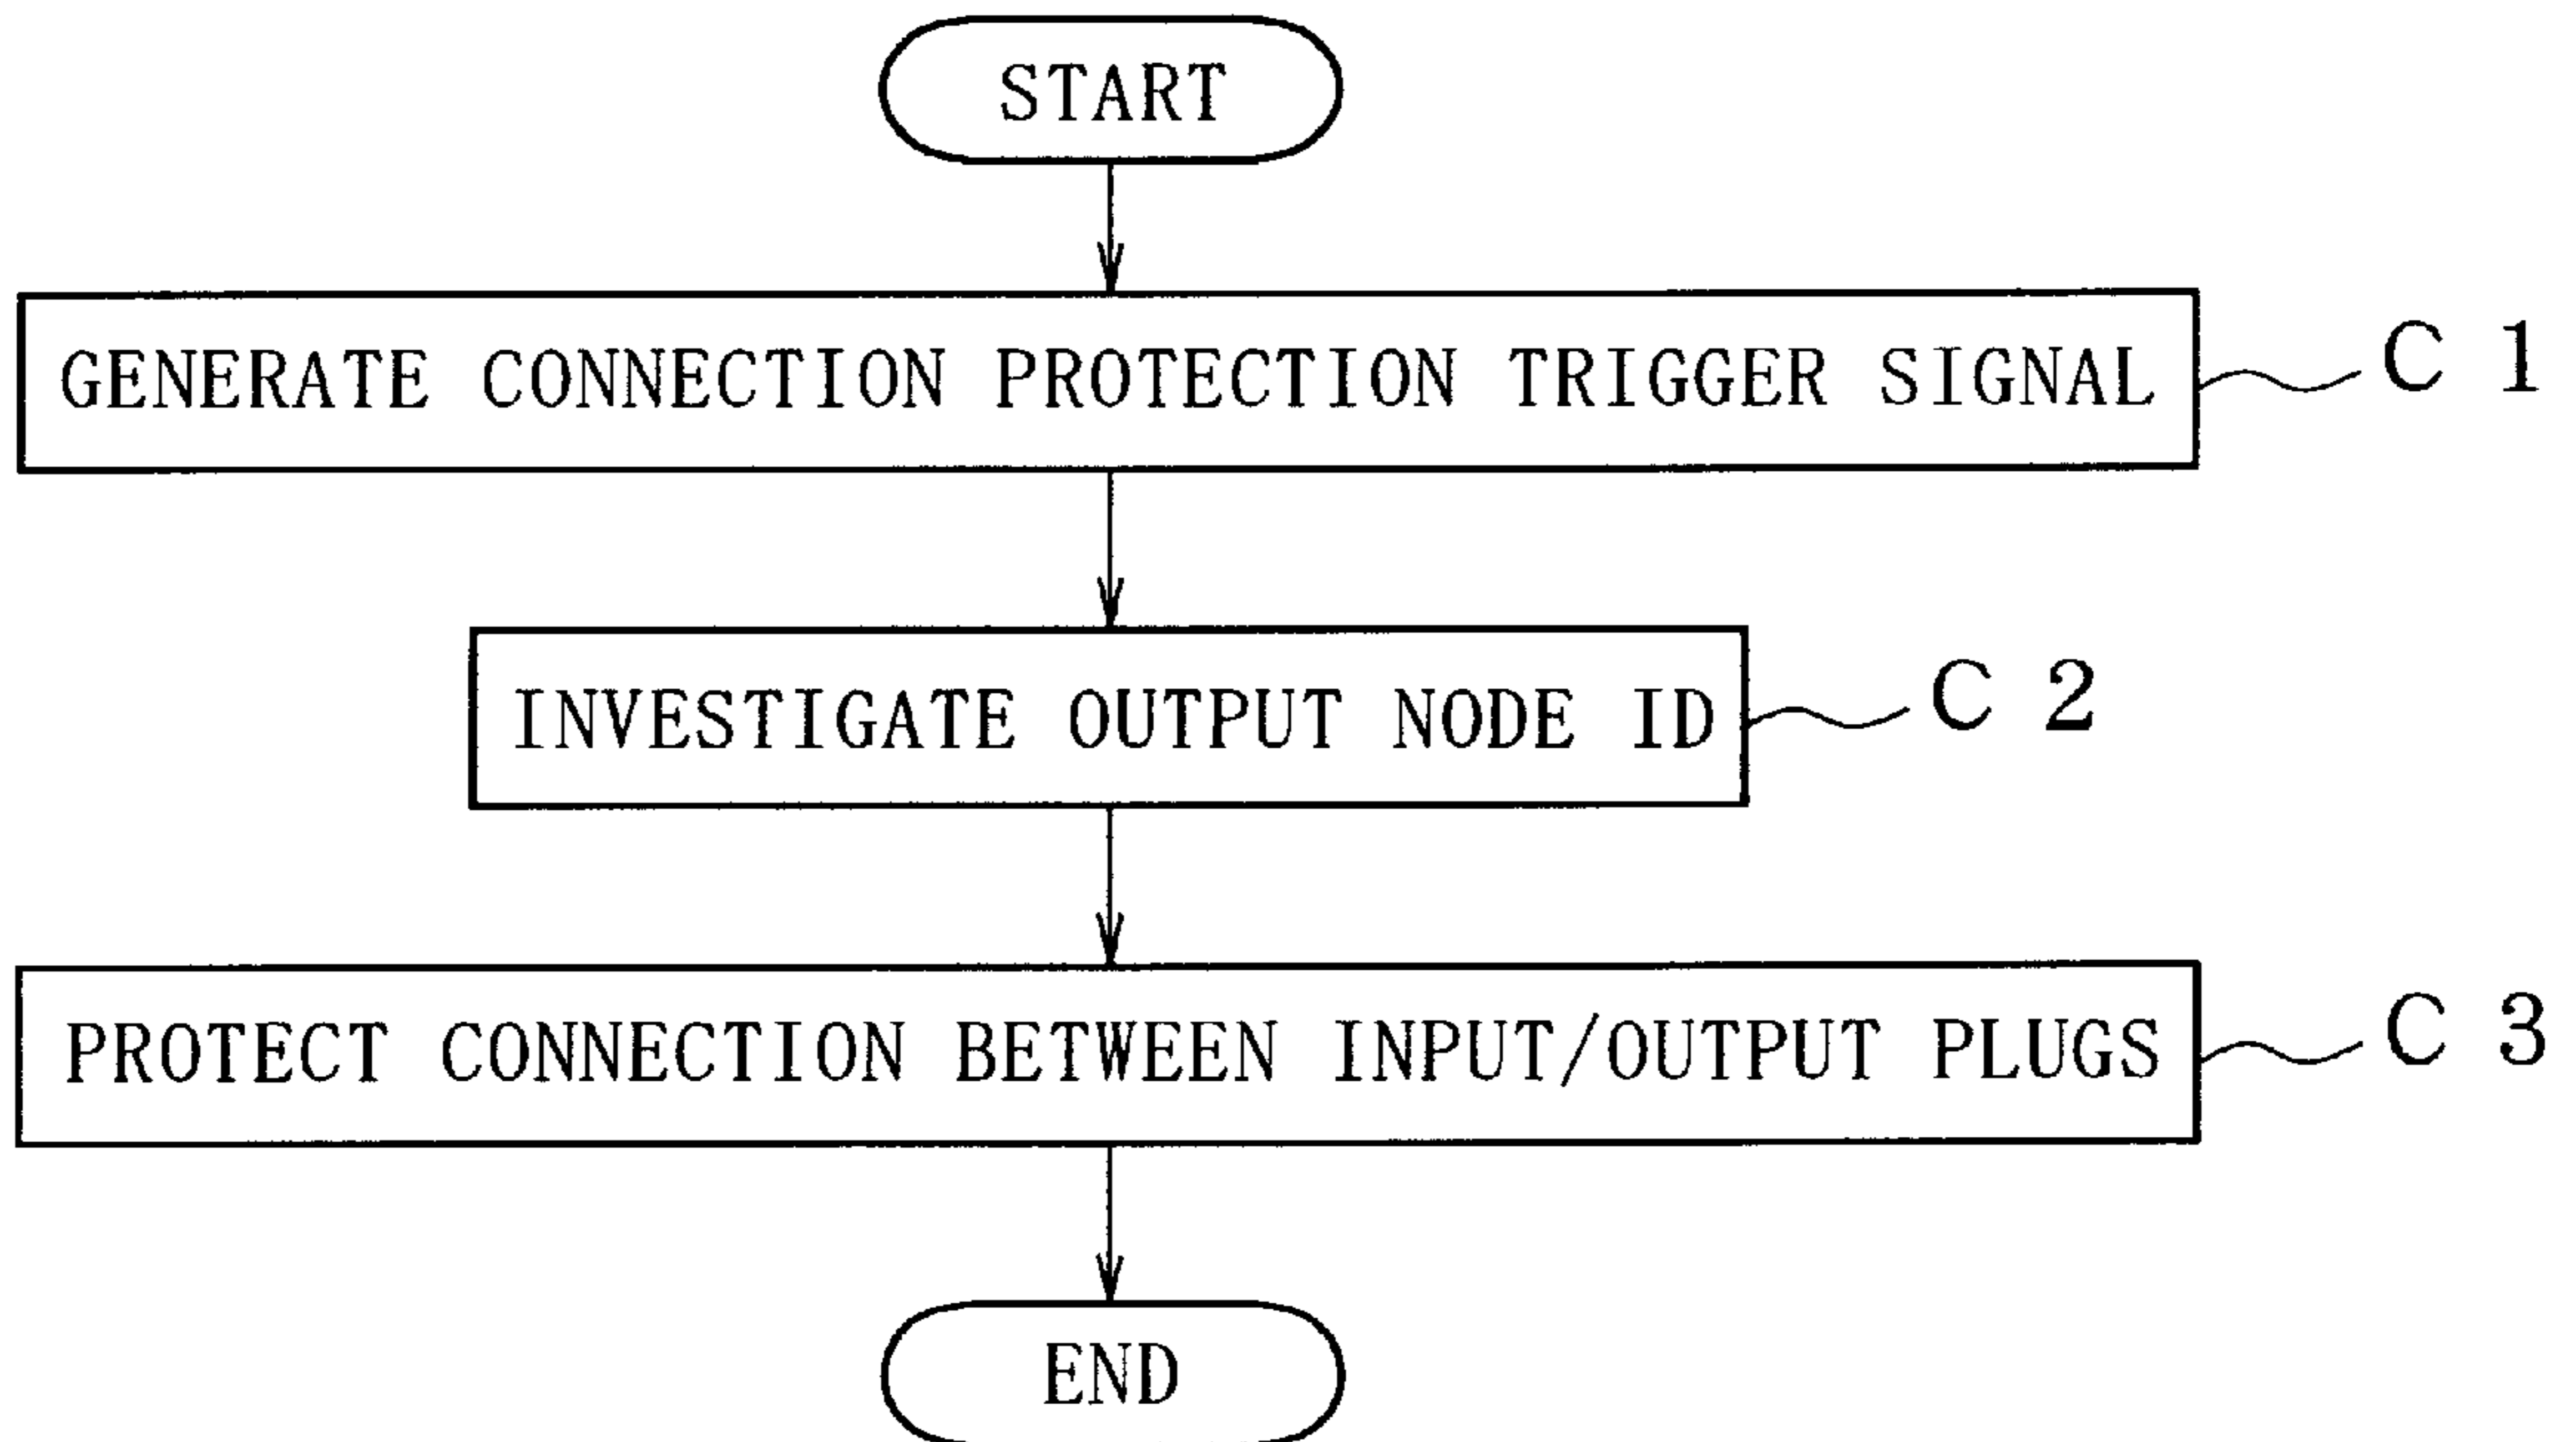 START
GENERATE CONNECTION PROTECTION TRIGGER SIGNAL
C 1
INVESTIGATE OUTPUT NODE ID
C 2
PROTECT CONNECTION BETWEEN INPUT/OUTPUT PLUGS
C 3
END